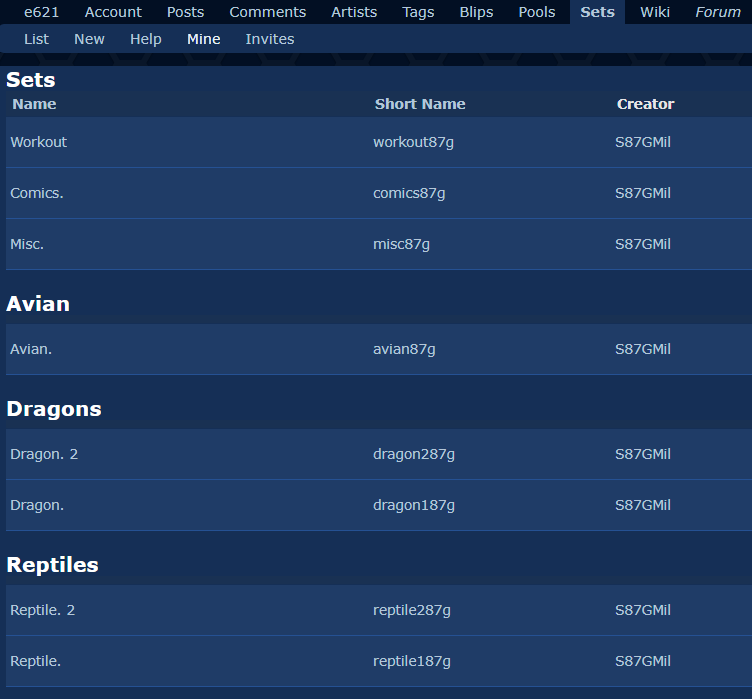 e621 Account Posts Comments Artists Tags Blips Pools Sets Wiki Forum
List New Help Mine Invites
Sets
Name Short Name Creator
Workout workout87g S87GMil
Comics. comics87g S87GMil
Misc. misc87g S87GMil
Avian
Avian. avian87g S87GMil
Dragons
Dragon. 2 dragon287g S87GMil
Dragon. dragon187g S87GMil
Reptiles
Reptile. 2 reptile287g S87GMil
Reptile. reptile187g S87GMil